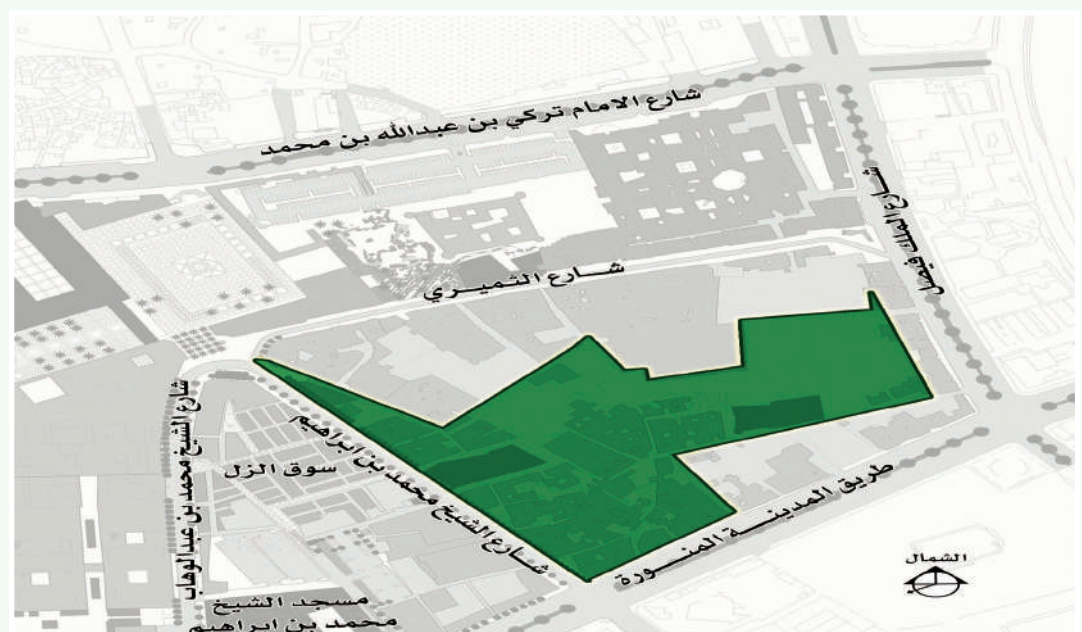 شارع الامام تركي بن عبدالله بن محمد
شارع الملك فيصل
شارع الثميري
شارع الشيخ محمد بن عبدالوهاب
سوق الزل
شارع الشيخ محمد بن ابراهيم
طريق المدينة المنورة
الشمال
مسجد الشيخ
محمد بن ابراهيم